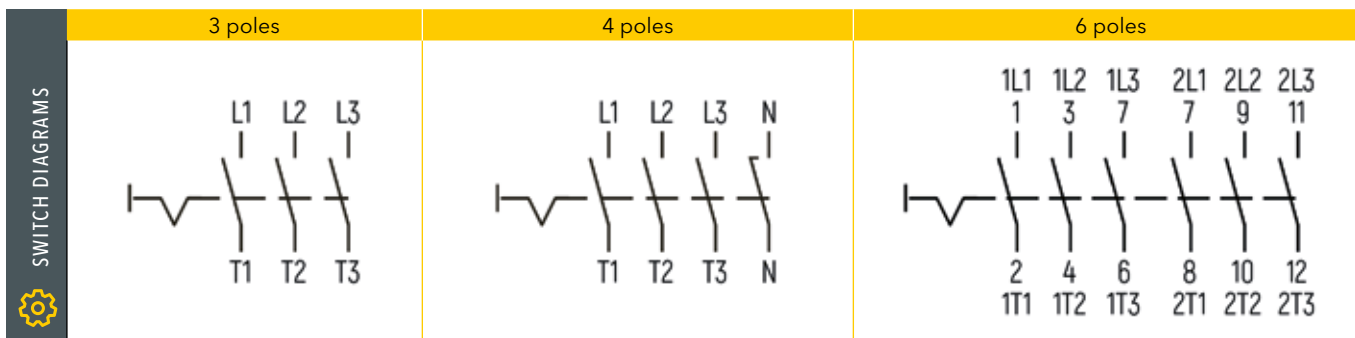 SWITCH DIAGRAMS
3 poles
4 poles
6 poles
L1 L2 L3
T1 T2 T3
L1 L2 L3 N
T1 T2 T3 N
1L1 1L2 1L3 2L1 2L2 2L3
1 3 7 7 9 11
2 4 6 8 10 12
1T1 1T2 1T3 2T1 2T2 2T3